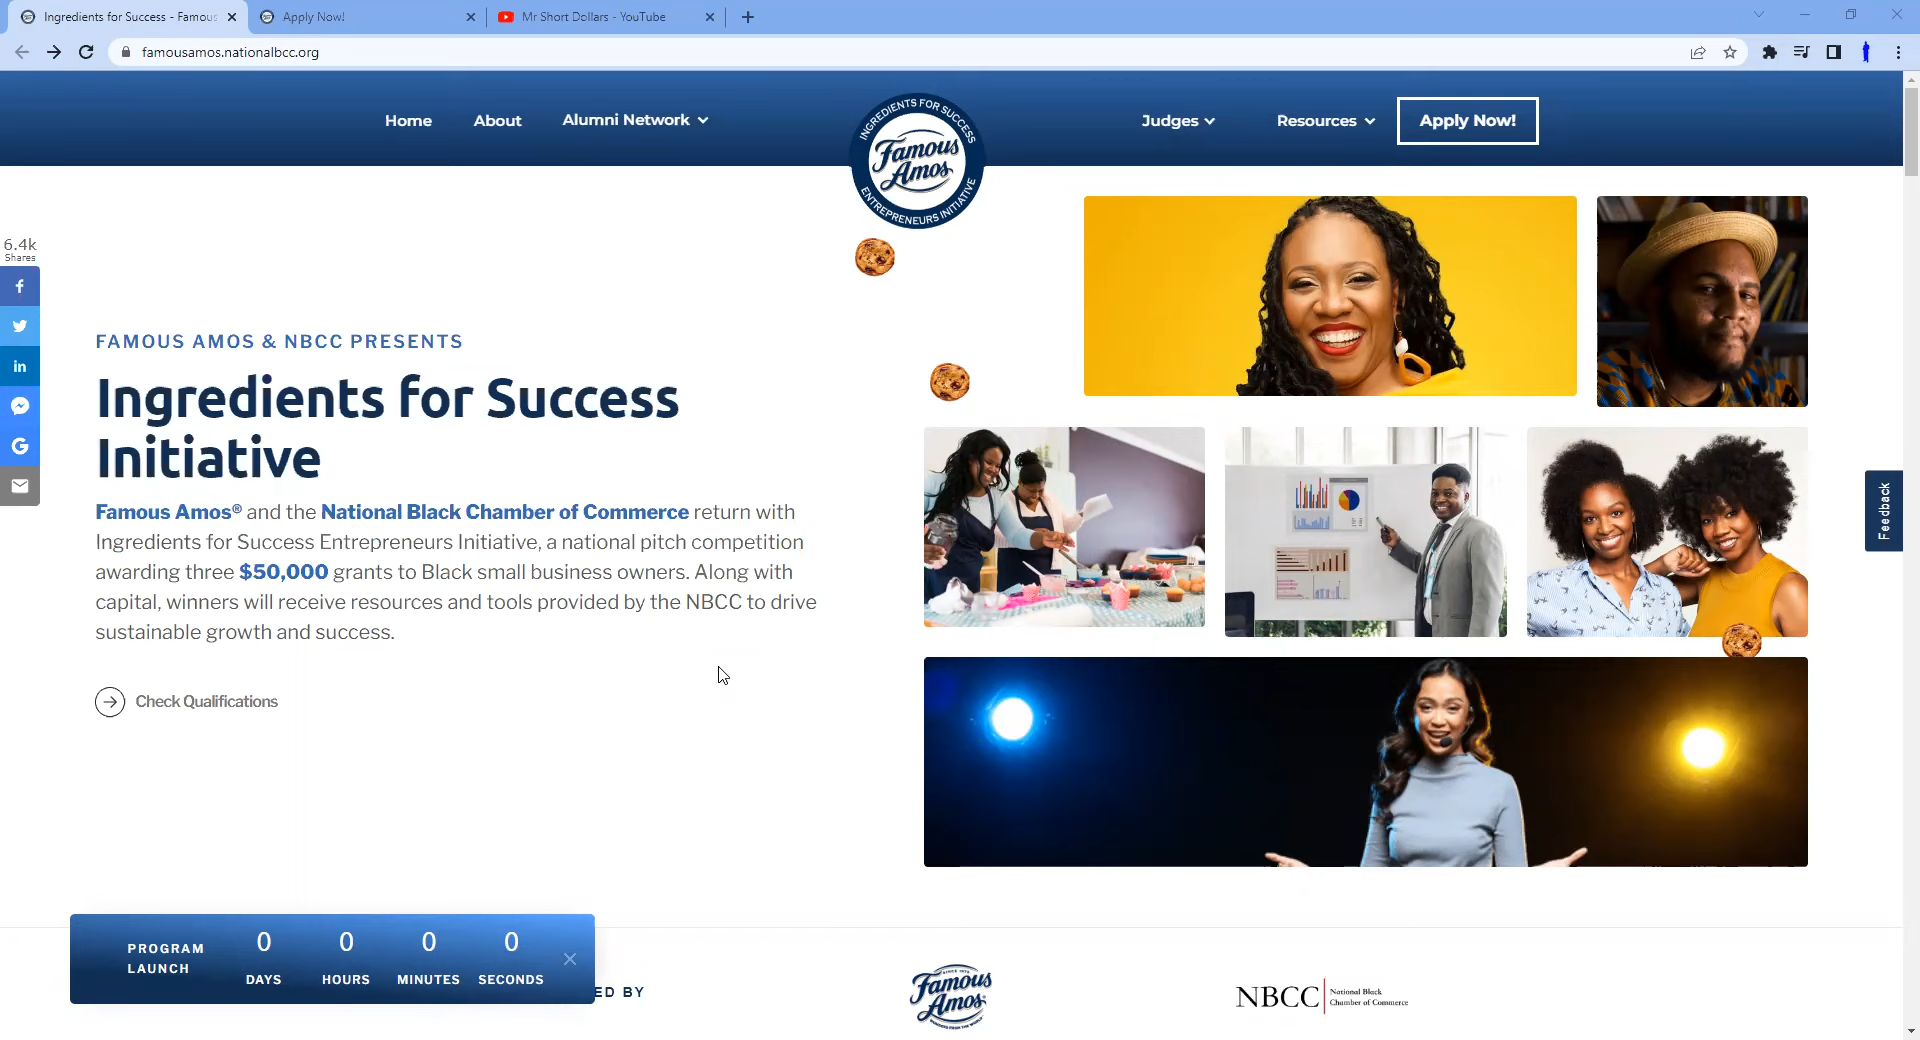 Ingredients for Success - Famous
Apply Now!
Mr Short Dollars - YouTube
famousamos.nationalbcc.org
Home
About
Alumni Network
INGREDIENTS FOR SUCCESS
Famous
Amos
ENTREPRENEURS INITIATIVE
Judges
Resources
Apply Now!
6.4k
Shares
FAMOUS AMOS & NBCC PRESENTS
Ingredients for Success
Initiative
Famous Amos® and the National Black Chamber of Commerce return with
Ingredients for Success Entrepreneurs Initiative, a national pitch competition
awarding three $50,000 grants to Black small business owners. Along with
capital, winners will receive resources and tools provided by the NBCC to drive
sustainable growth and success.
Check Qualifications
Feedback
PROGRAM
LAUNCH
0 0 0 0
DAYS HOURS MINUTES SECONDS
ED BY
Famous
Amos
NBCC
National Black
Chamber of Commerce